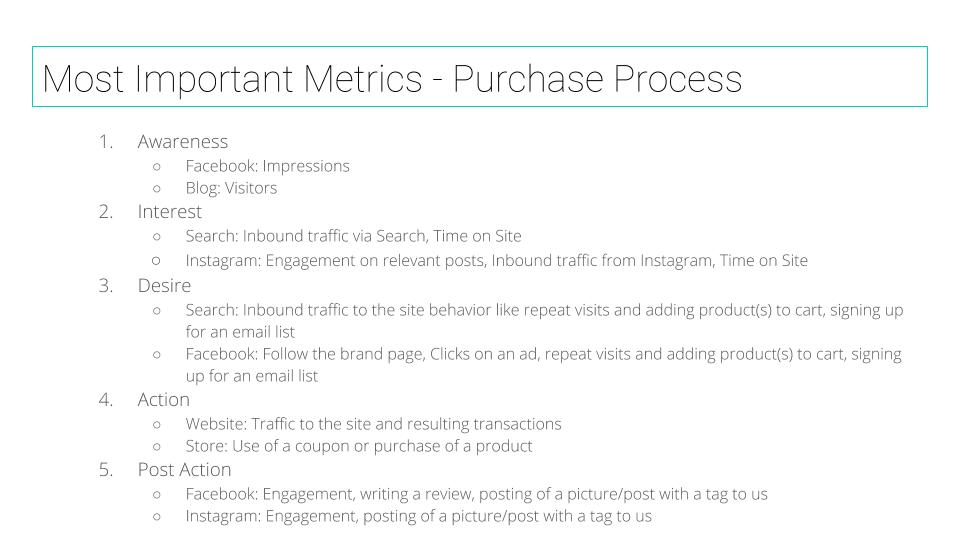 Most Important Metrics - Purchase Process
1. Awareness
○ Facebook: Impressions
○ Blog: Visitors
2. Interest
○ Search: Inbound traffic via Search, Time on Site
○ Instagram: Engagement on relevant posts, Inbound traffic from Instagram, Time on Site
3. Desire
○ Search: Inbound traffic to the site behavior like repeat visits and adding product(s) to cart, signing up
for an email list
○ Facebook: Follow the brand page, Clicks on an ad, repeat visits and adding product(s) to cart, signing
up for an email list
4. Action
○ Website: Traffic to the site and resulting transactions
○ Store: Use of a coupon or purchase of a product
5. Post Action
○ Facebook: Engagement, writing a review, posting of a picture/post with a tag to us
○ Instagram: Engagement, posting of a picture/post with a tag to us